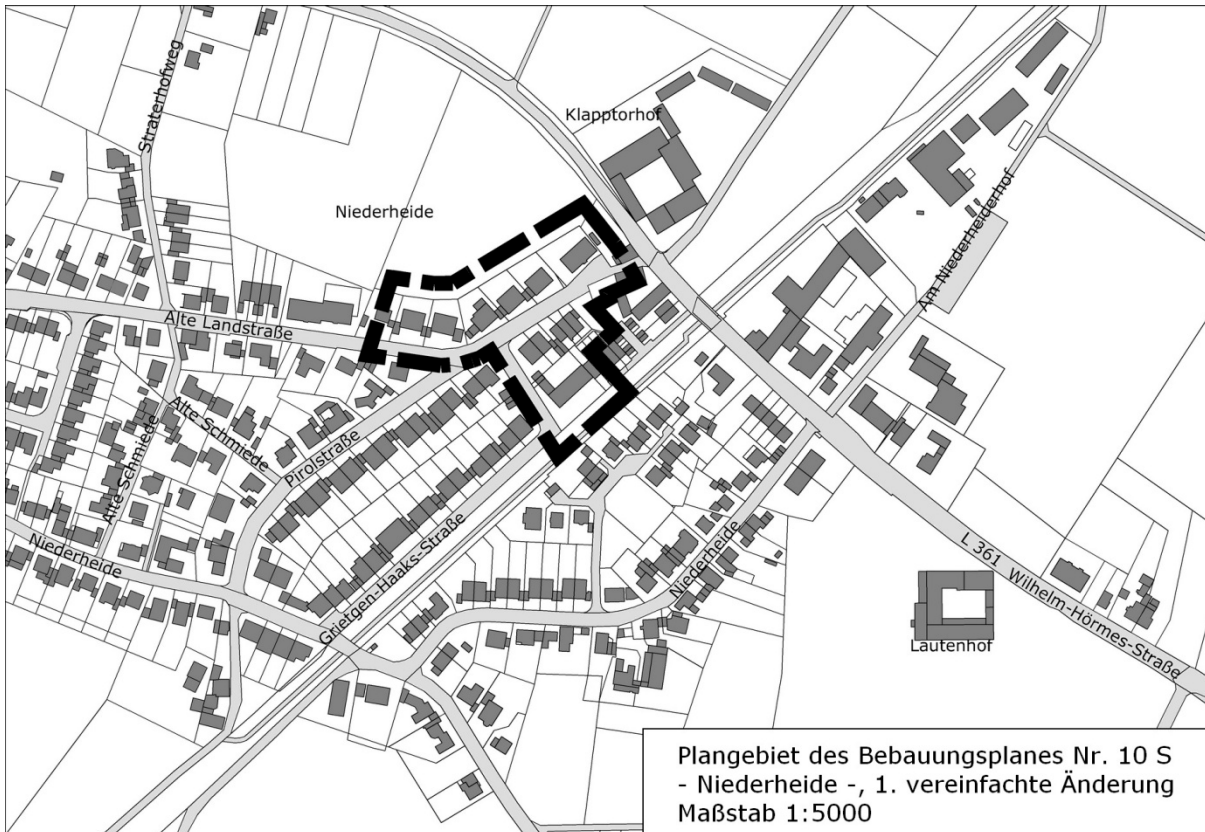 Straterhofweg
Klapptorhof
Niederheide
Am Niederheiderhof
Alte Landstraße
Alte Schmiede
Alte Schmiede
Pirolstraße
Niederheide
Grietgen-Haaks-Straße
Niederheide
L 361 Wilhelm-Hörmes-Straße
Lautenhof
Plangebiet des Bebauungsplanes Nr. 10 S
- Niederheide -, 1. vereinfachte Änderung
Maßstab 1:5000